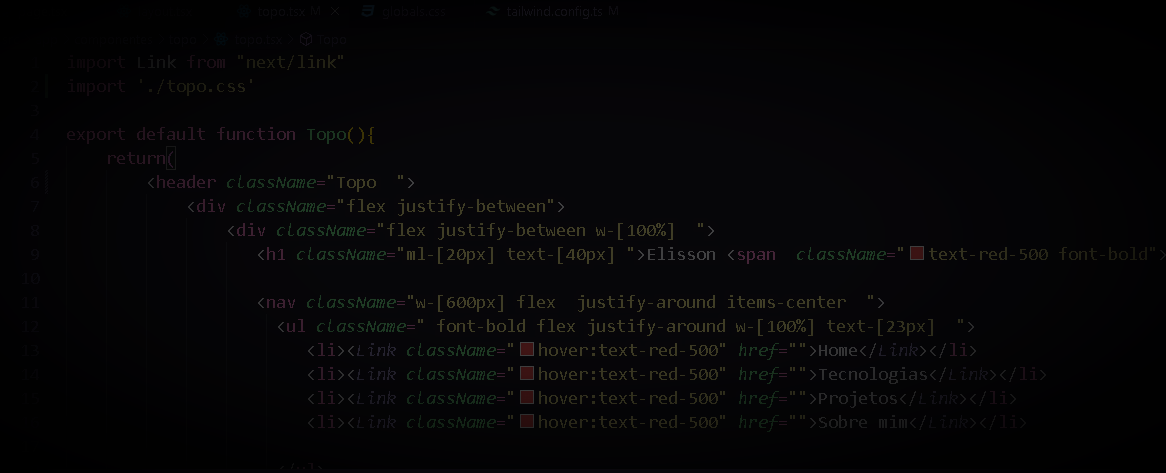 topo.tsx M × globals.css tailwind.config.ts M
topo.tsx > Topo
1 import Link from "next/link"
2 import './topo.css'
3
4 export default function Topo(){
5 return(
6 <header className="Topo  ">
7 <div className="flex justify-between">
8 <div className="flex justify-between w-[100%]  ">
9 <h1 className="ml-[20px] text-[40px] ">Elisson <span  className="text-red-500 font-bold">
10
11 <nav className="w-[600px] flex  justify-around items-center  ">
12 <ul className=" font-bold flex justify-around w-[100%] text-[23px]  ">
13 <li><Link className="hover:text-red-500" href="">Home</Link></li>
14 <li><Link className="hover:text-red-500" href="">Tecnologias</Link></li>
<li><Link className="hover:text-red-500" href="">Projetos</Link></li>
<li><Link className="hover:text-red-500" href="">Sobre mim</Link></li>